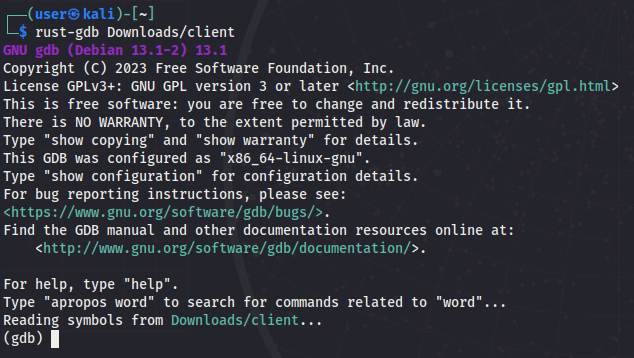 ┌──(user㉿kali)-[~]
└─$ rust-gdb Downloads/client
GNU gdb (Debian 13.1-2) 13.1
Copyright (C) 2023 Free Software Foundation, Inc.
License GPLv3+: GNU GPL version 3 or later <http://gnu.org/licenses/gpl.html>
This is free software: you are free to change and redistribute it.
There is NO WARRANTY, to the extent permitted by law.
Type "show copying" and "show warranty" for details.
This GDB was configured as "x86_64-linux-gnu".
Type "show configuration" for configuration details.
For bug reporting instructions, please see:
<https://www.gnu.org/software/gdb/bugs/>.
Find the GDB manual and other documentation resources online at:
    <http://www.gnu.org/software/gdb/documentation/>.

For help, type "help".
Type "apropos word" to search for commands related to "word"...
Reading symbols from Downloads/client...
(gdb)